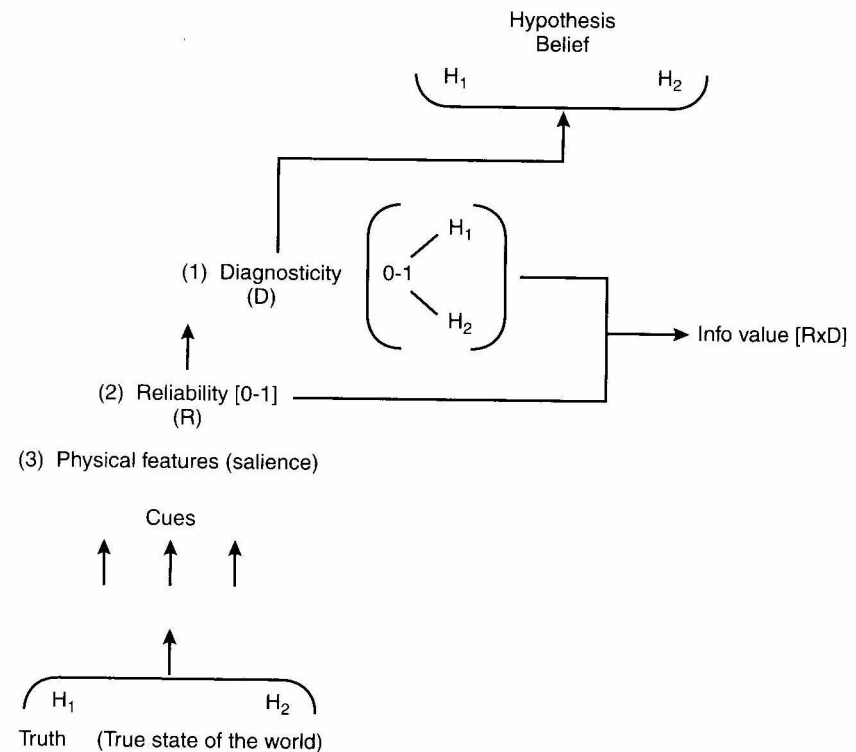 Hypothesis
Belief
H₁ H₂
H₁
(1) Diagnosticity 0-1
(D)
H₂
Info value [RxD]
(2) Reliability [0-1]
(R)
(3) Physical features (salience)
Cues
H₁ H₂
Truth (True state of the world)